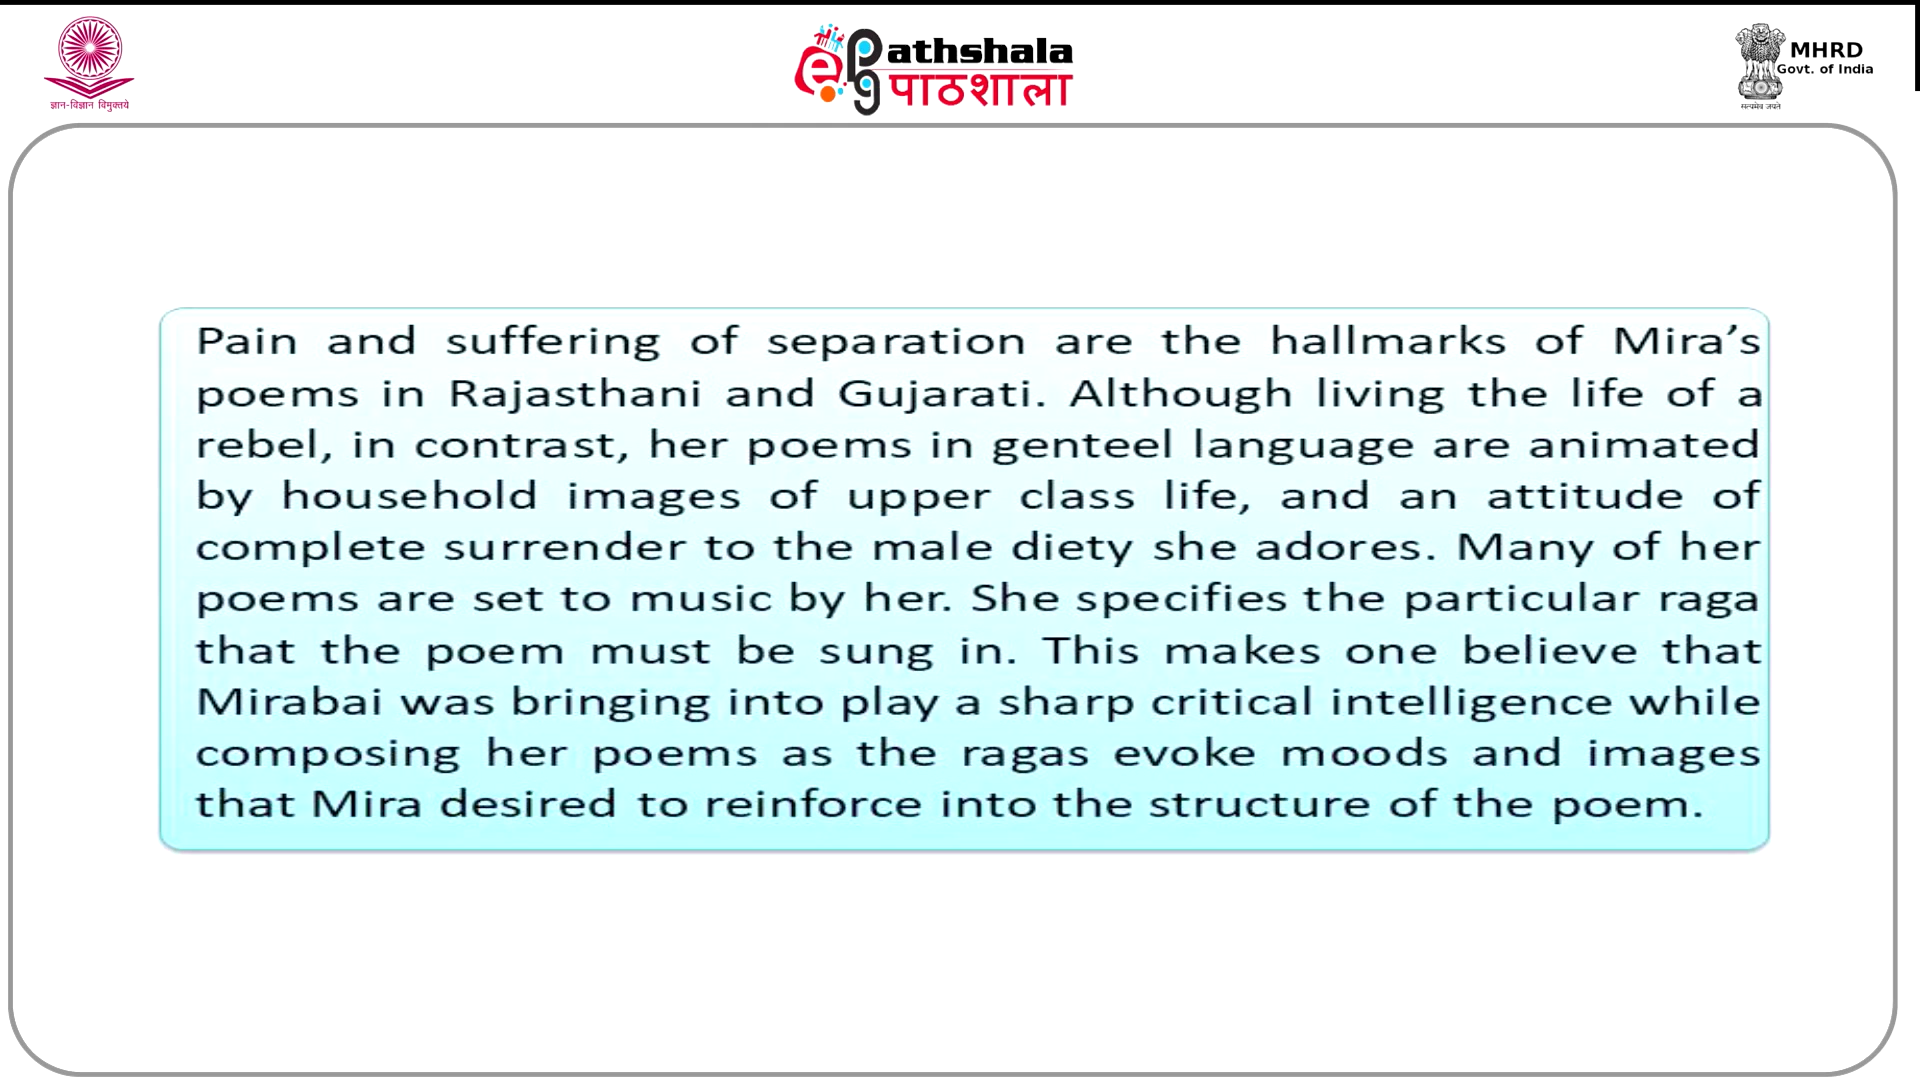 ज्ञान-विज्ञान विमुक्तये
e
pg
athshala
पाठशाला
MHRD
Govt. of India
सत्यमेव जयते
Pain and suffering of separation are the hallmarks of Mira’s
poems in Rajasthani and Gujarati. Although living the life of a
rebel, in contrast, her poems in genteel language are animated
by household images of upper class life, and an attitude of
complete surrender to the male diety she adores. Many of her
poems are set to music by her. She specifies the particular raga
that the poem must be sung in. This makes one believe that
Mirabai was bringing into play a sharp critical intelligence while
composing her poems as the ragas evoke moods and images
that Mira desired to reinforce into the structure of the poem.